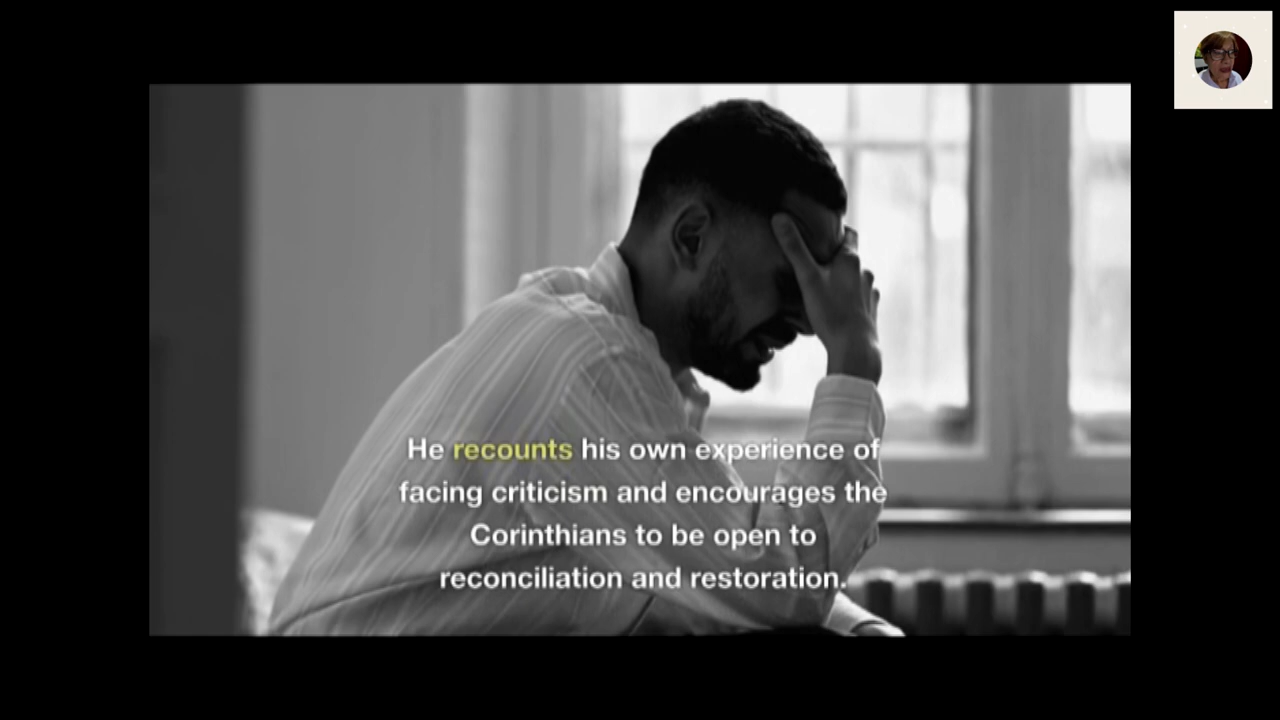 He recounts his own experience of
facing criticism and encourages the
Corinthians to be open to
reconciliation and restoration.